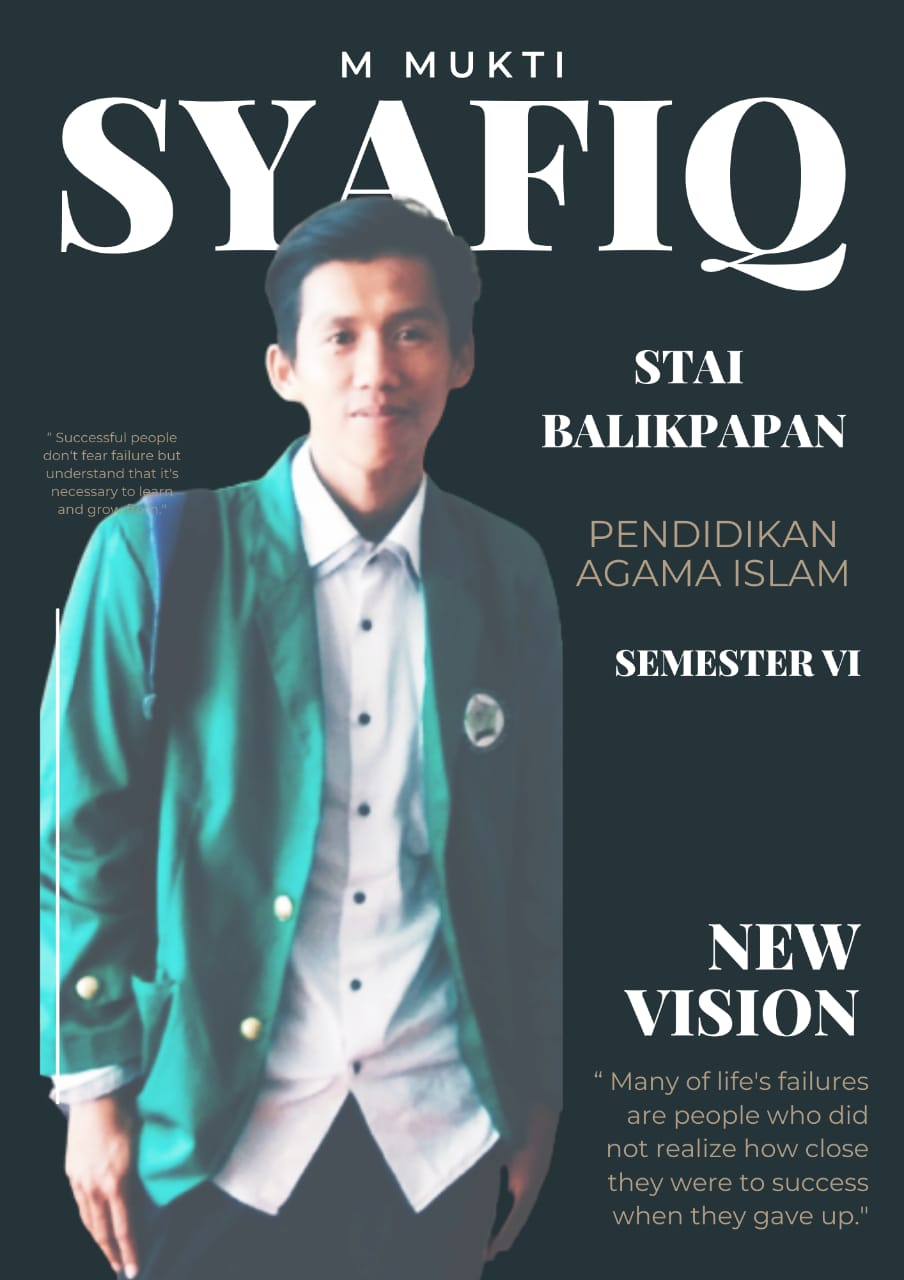 M MUKTI
SYAFIQ
STAI
BALIKPAPAN
“ Successful people
don't fear failure but
understand that it's
necessary to learn
and grow from."
PENDIDIKAN
AGAMA ISLAM
SEMESTER VI
NEW
VISION
“ Many of life's failures
are people who did
not realize how close
they were to success
when they gave up."